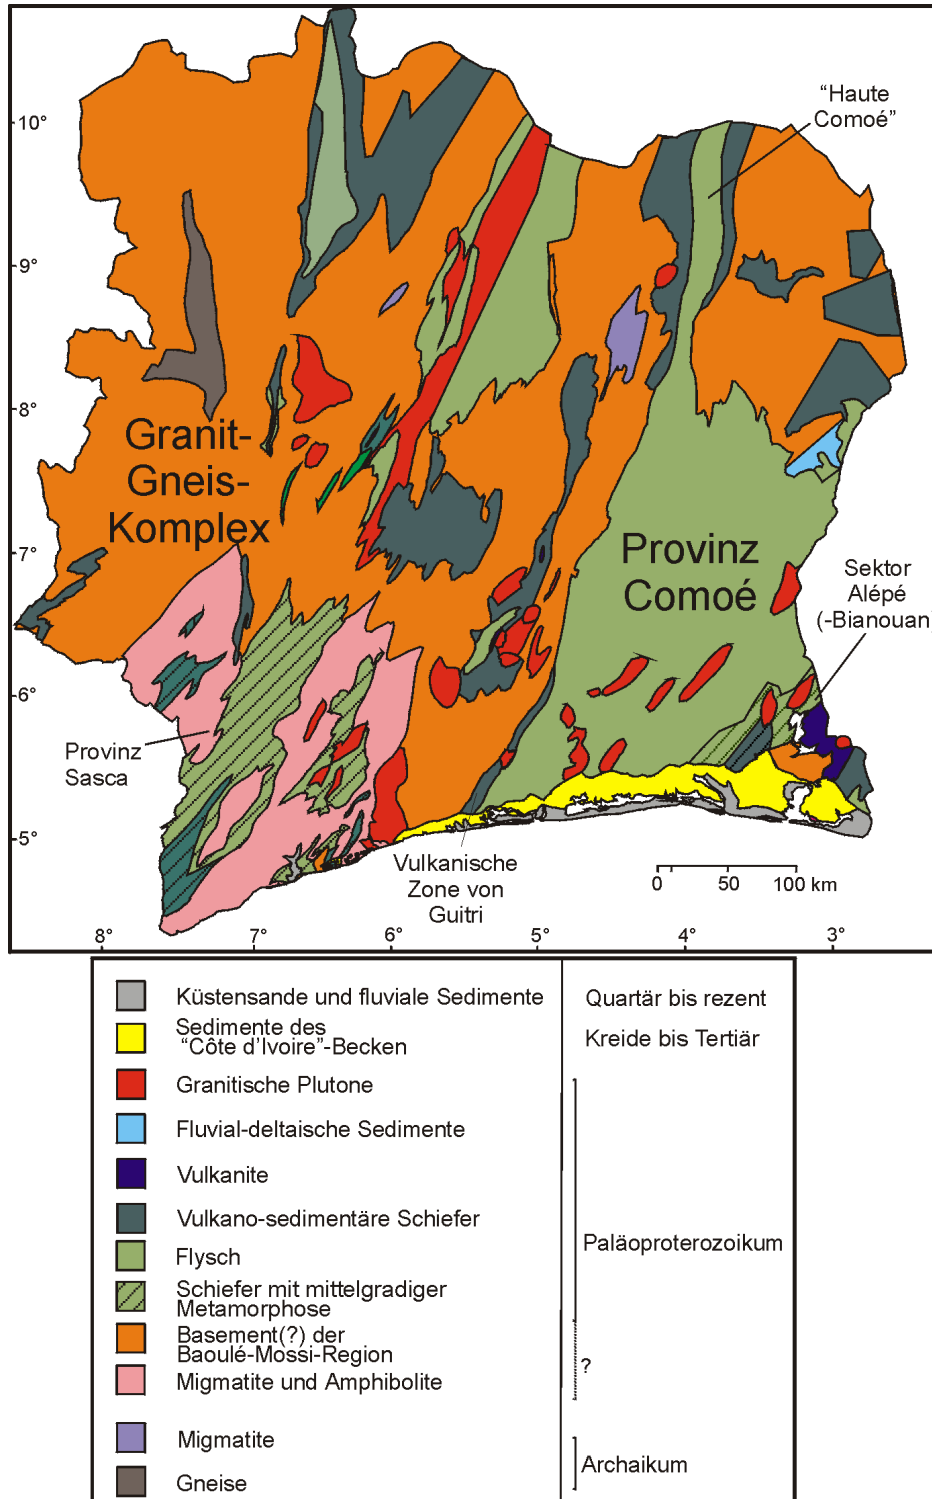 “Haute
Comoé”
10°
9°
8°
7°
6°
5°
Granit-
Gneis-
Komplex
Provinz
Comoé
Sektor
Alépé
(-Bianouan)
Provinz
Sasca
Vulkanische
Zone von
Guitri
0 50 100 km
8° 7° 6° 5° 4° 3°
Küstensande und fluviale Sedimente
Quartär bis rezent
Sedimente des
“Côte d’Ivoire”-Becken
Kreide bis Tertiär
Granitische Plutone
Fluvial-deltaische Sedimente
Vulkanite
Vulkano-sedimentäre Schiefer
Flysch
Paläoproterozoikum
Schiefer mit mittelgradiger
Metamorphose
Basement(?) der
Baoulé-Mossi-Region
?
Migmatite und Amphibolite
Migmatite
Archaikum
Gneise